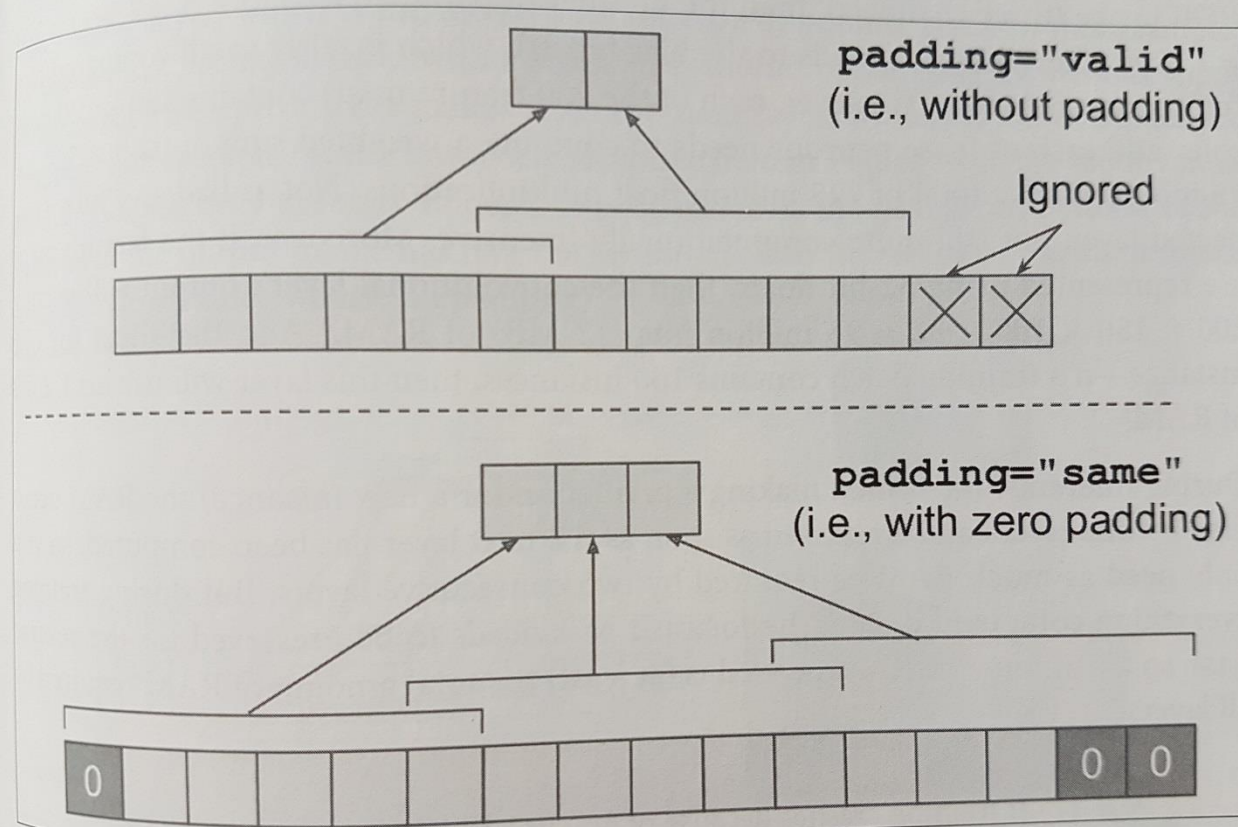 padding="valid"
(i.e., without padding)
Ignored
padding="same"
(i.e., with zero padding)
0
0
0